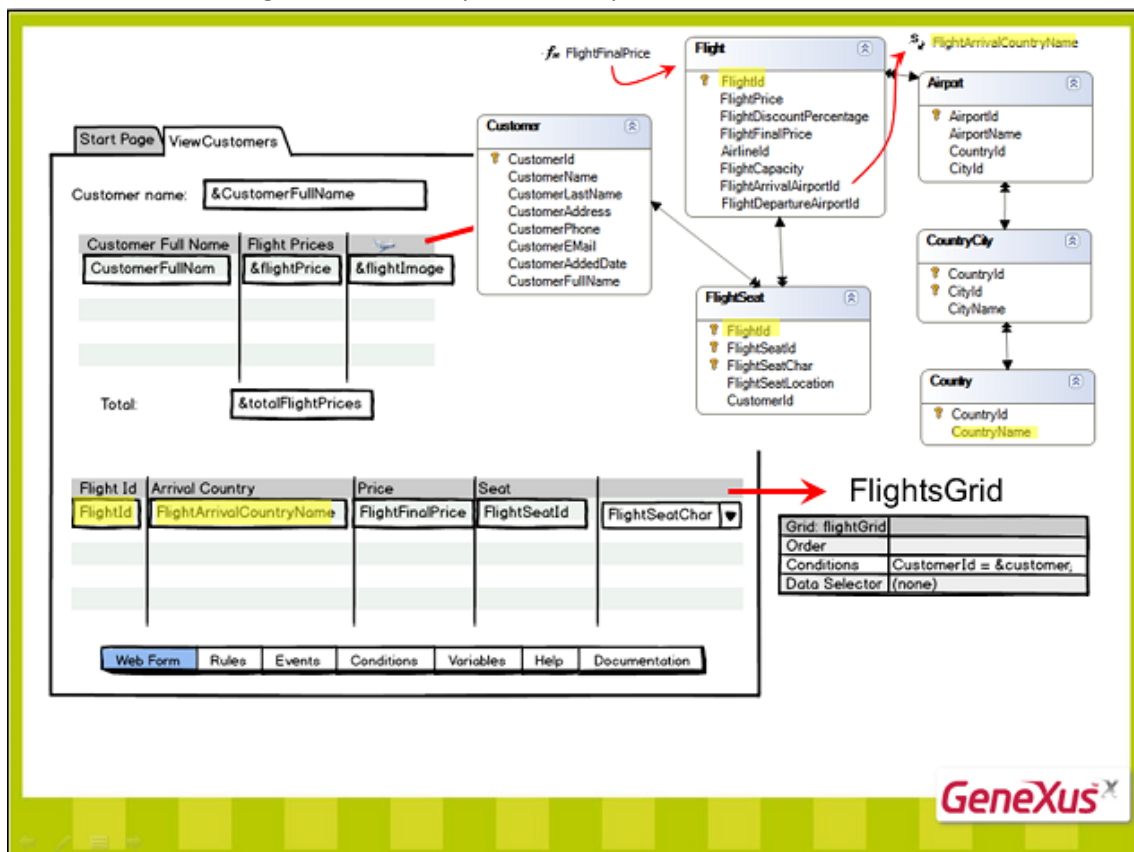 FlightFinalPrice
FlightArrivalCountryName
Flight
FlightId
FlightPrice
FlightDiscountPercentage
FlightFinalPrice
AirlineId
FlightCapacity
FlightArrivalAirportId
FlightDepartureAirportId
Airport
AirportId
AirportName
CountryId
CityId
Start Page
ViewCustomers
Customer name:
&CustomerFullName
Customer
CustomerId
CustomerName
CustomerLastName
CustomerAddress
CustomerPhone
CustomerEMail
CustomerAddedDate
CustomerFullName
Customer Full Name
Flight Prices
CustomerFullNam
&flightPrice
&flightImage
CountryCity
CountryId
CityId
CityName
FlightSeat
FlightId
FlightSeatId
FlightSeatChar
FlightSeatLocation
CustomerId
Country
CountryId
CountryName
Total:
&totalFlightPrices
Flight Id
Arrival Country
Price
Seat
FlightId
FlightArrivalCountryName
FlightFinalPrice
FlightSeatId
FlightSeatChar
FlightsGrid
Grid: flightGrid
Order
Conditions
CustomerId = &customer,
Data Selector
(none)
Web Form
Rules
Events
Conditions
Variables
Help
Documentation
GeneXus X